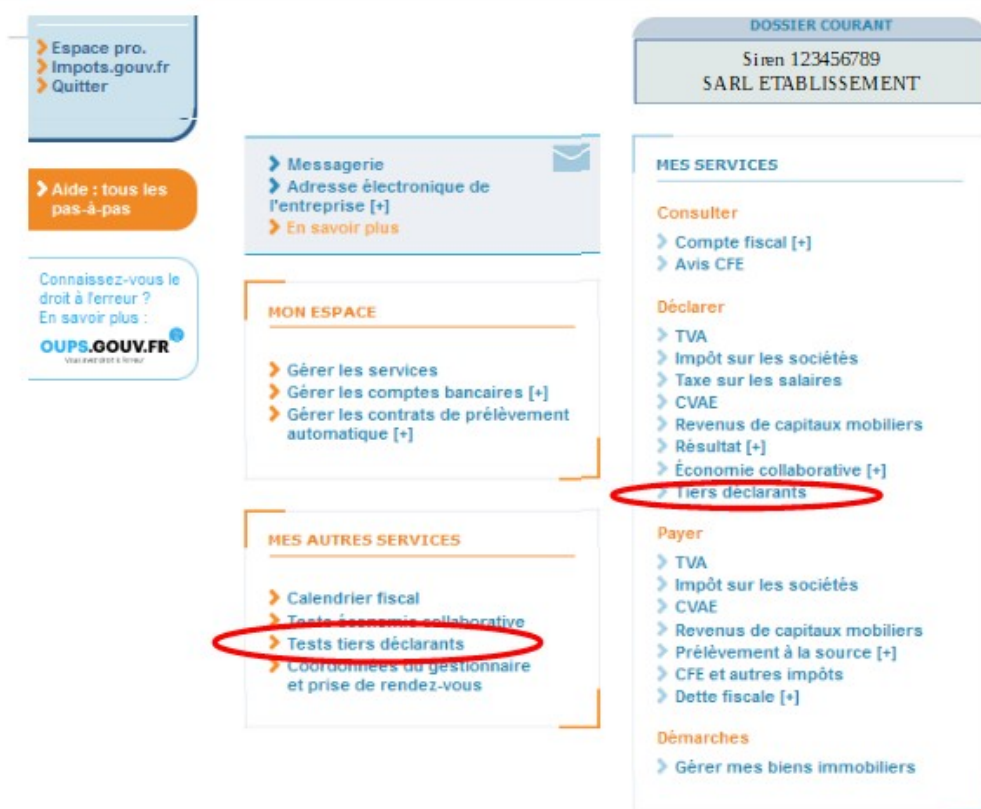 Espace pro.
Impots.gouv.fr
Quitter
Aide : tous les
pas-à-pas
Connaissez-vous le
droit à l'erreur ?
En savoir plus :
OUPS.GOUV.FR
Vous avez droit à l'erreur
Messagerie
Adresse électronique de
l'entreprise [+]
En savoir plus
MON ESPACE
Gérer les services
Gérer les comptes bancaires [+]
Gérer les contrats de prélèvement
automatique [+]
MES AUTRES SERVICES
Calendrier fiscal
Tests économie collaborative
Tests tiers déclarants
Coordonnées du gestionnaire
et prise de rendez-vous
DOSSIER COURANT
Siren 123456789
SARL ETABLISSEMENT
MES SERVICES
Consulter
Compte fiscal [+]
Avis CFE
Déclarer
TVA
Impôt sur les sociétés
Taxe sur les salaires
CVAE
Revenus de capitaux mobiliers
Résultat [+]
Économie collaborative [+]
Tiers déclarants
Payer
TVA
Impôt sur les sociétés
CVAE
Revenus de capitaux mobiliers
Prélèvement à la source [+]
CFE et autres impôts
Dette fiscale [+]
Démarches
Gérer mes biens immobiliers